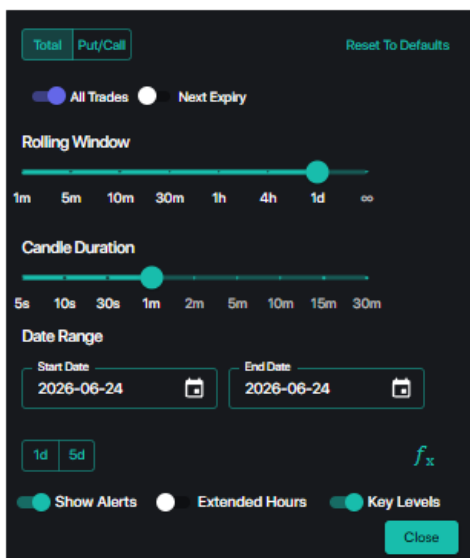 Total Put/Call Reset To Defaults
All Trades Next Expiry
Rolling Window
1m 5m 10m 30m 1h 4h 1d ∞
Candle Duration
5s 10s 30s 1m 2m 5m 10m 15m 30m
Date Range
Start Date End Date
2026-06-24 2026-06-24
1d 5d fx
Show Alerts Extended Hours Key Levels
Close